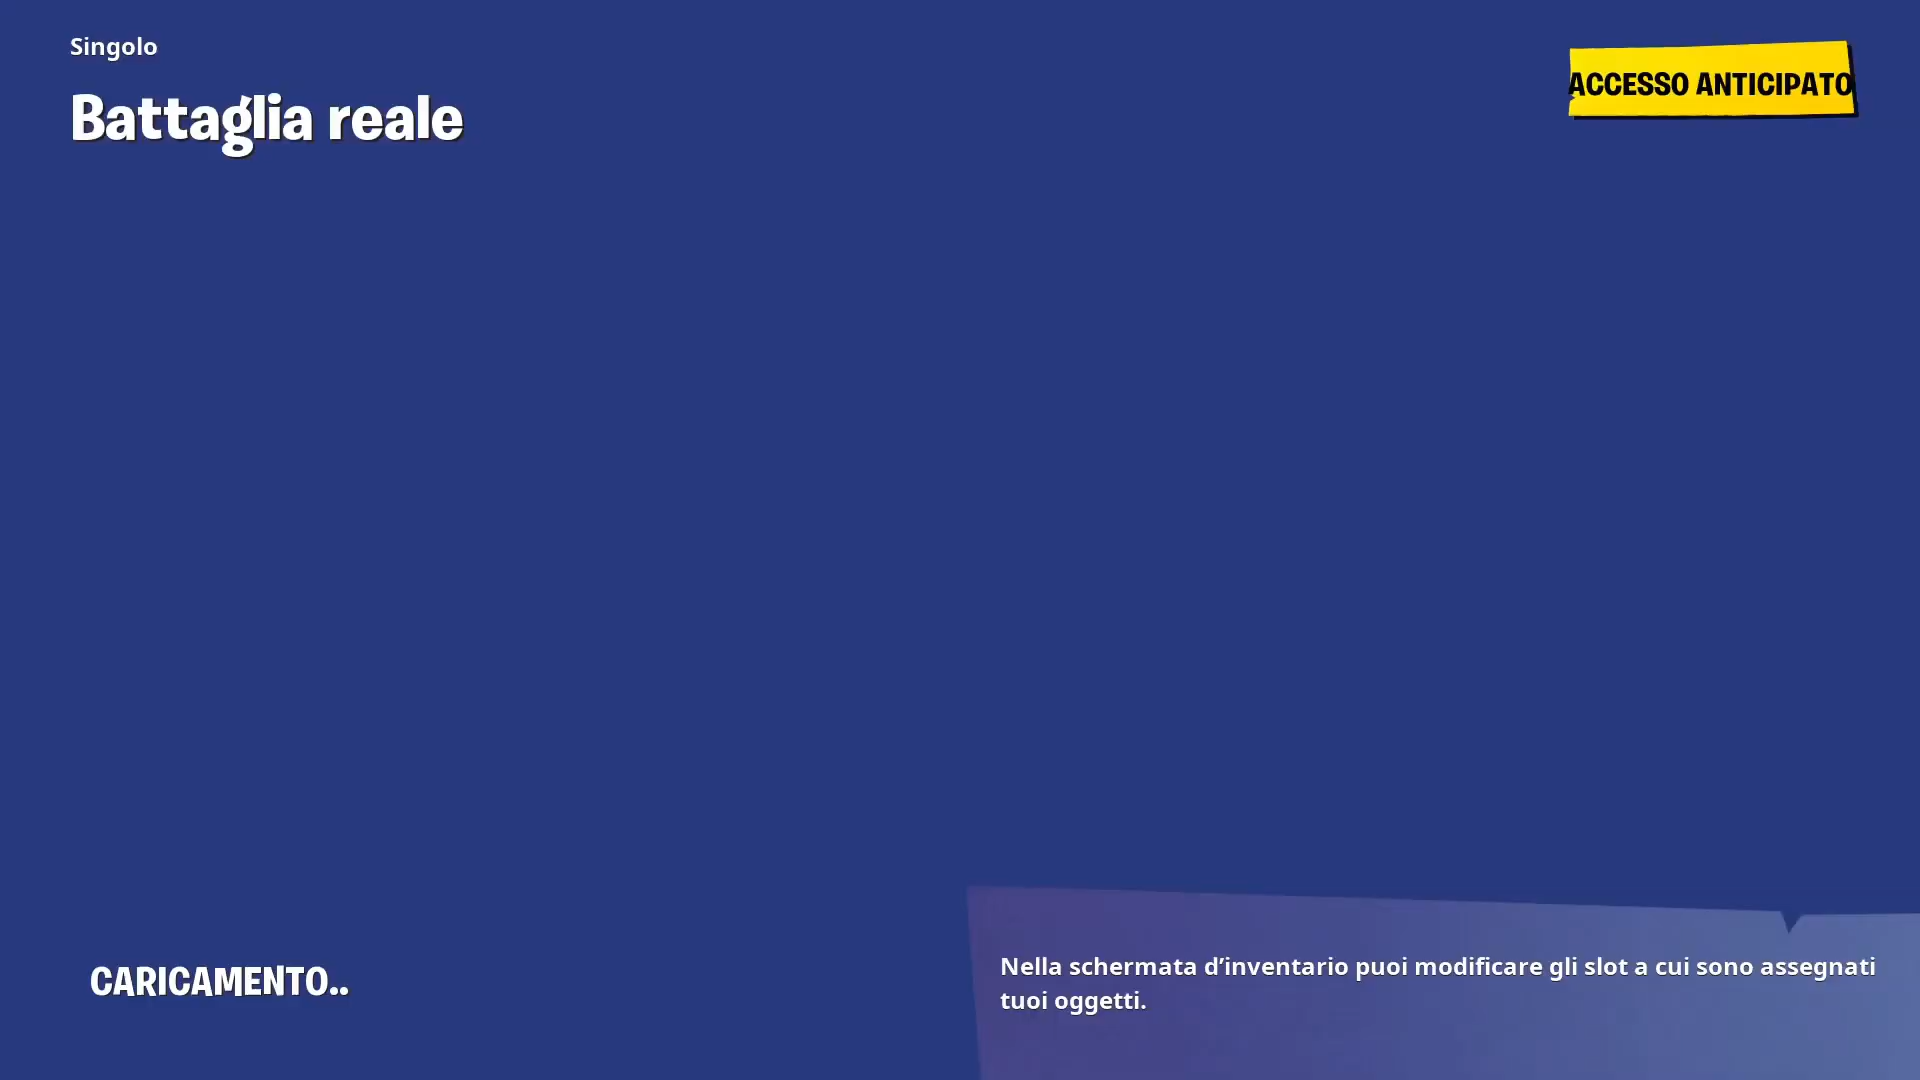 Singolo
Battaglia reale
ACCESSO ANTICIPATO
CARICAMENTO..
Nella schermata d’inventario puoi modificare gli slot a cui sono assegnati
tuoi oggetti.